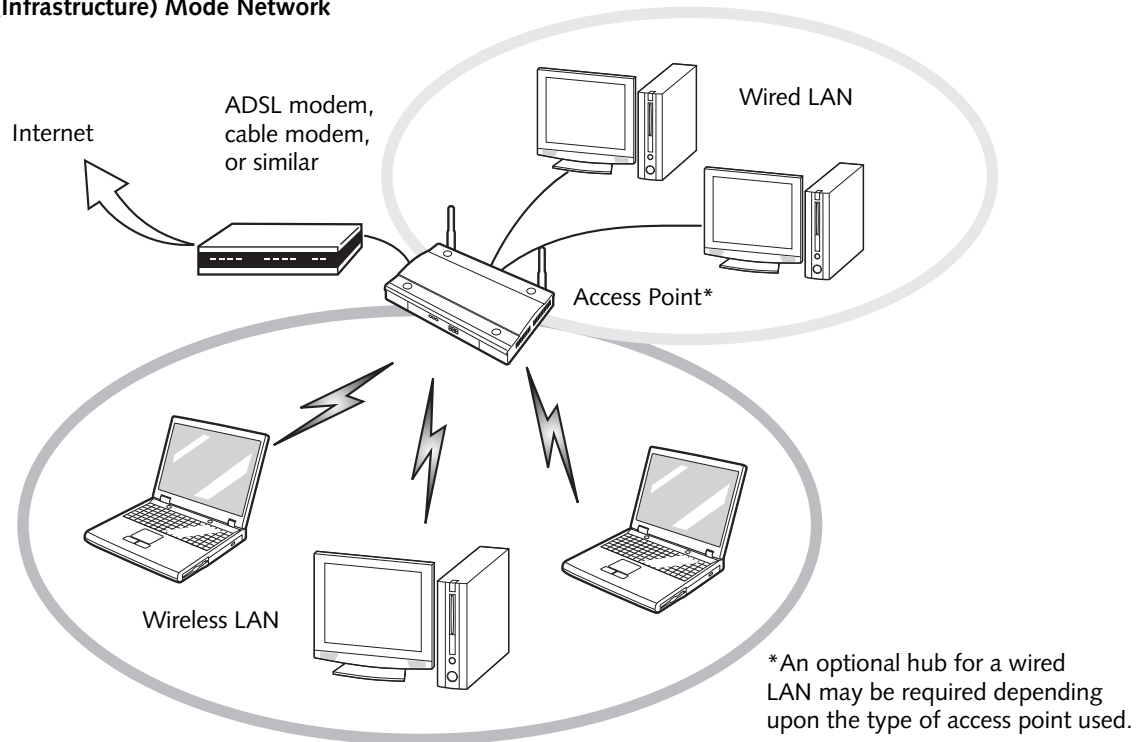 (Infrastructure) Mode Network
Internet
ADSL modem,
cable modem,
or similar
Wired LAN
Access Point*
Wireless LAN
*An optional hub for a wired
LAN may be required depending
upon the type of access point used.